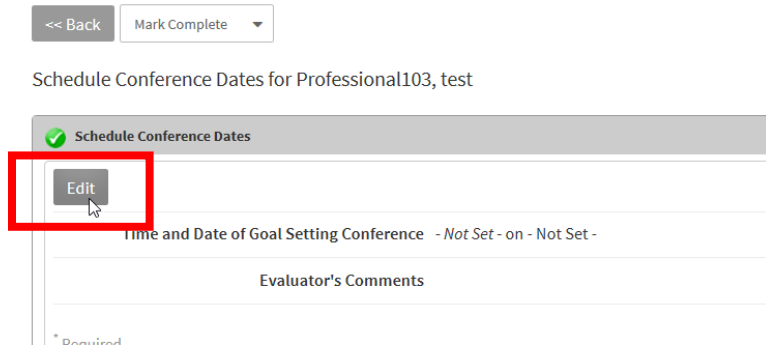 << Back Mark Complete
Schedule Conference Dates for Professional103, test
Schedule Conference Dates
Edit
Time and Date of Goal Setting Conference - Not Set - on - Not Set -
Evaluator's Comments
* Required